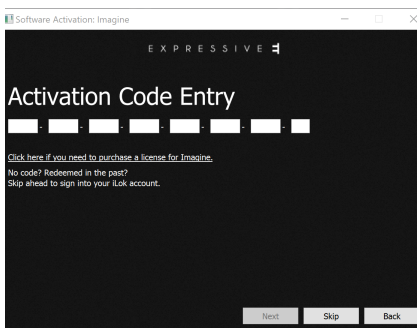 Software Activation: Imagine
EXPRESSIVE E
Activation Code Entry
- - - - - - -
Click here if you need to purchase a license for Imagine.
No code? Redeemed in the past?
Skip ahead to sign into your iLok account.
Next Skip Back